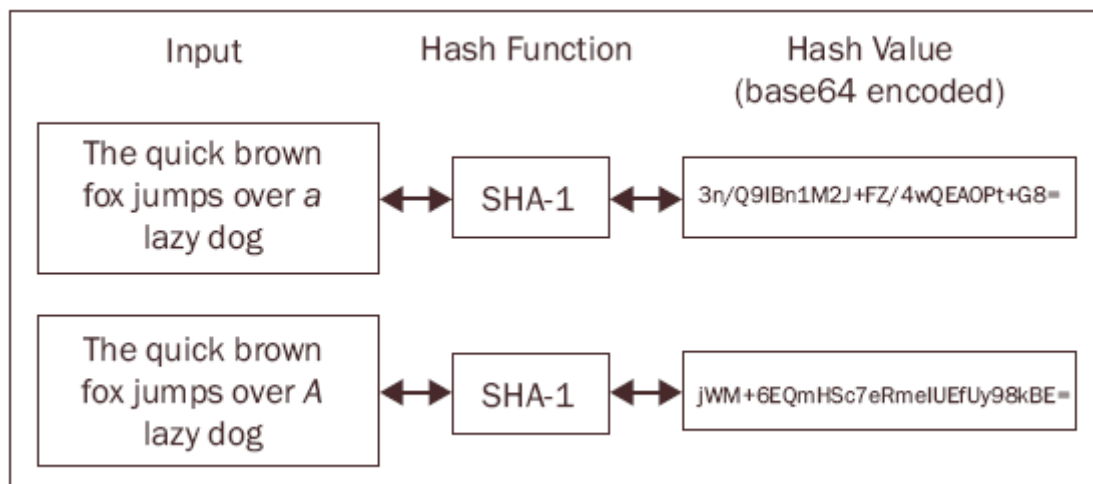 Input
Hash Function
Hash Value
(base64 encoded)
The quick brown
fox jumps over a
lazy dog
SHA-1
3n/Q9IBn1M2J+FZ/4wQEAOPt+G8=
The quick brown
fox jumps over A
lazy dog
SHA-1
jWM+6EQmHSc7eRmeIUEfUy98kBE=